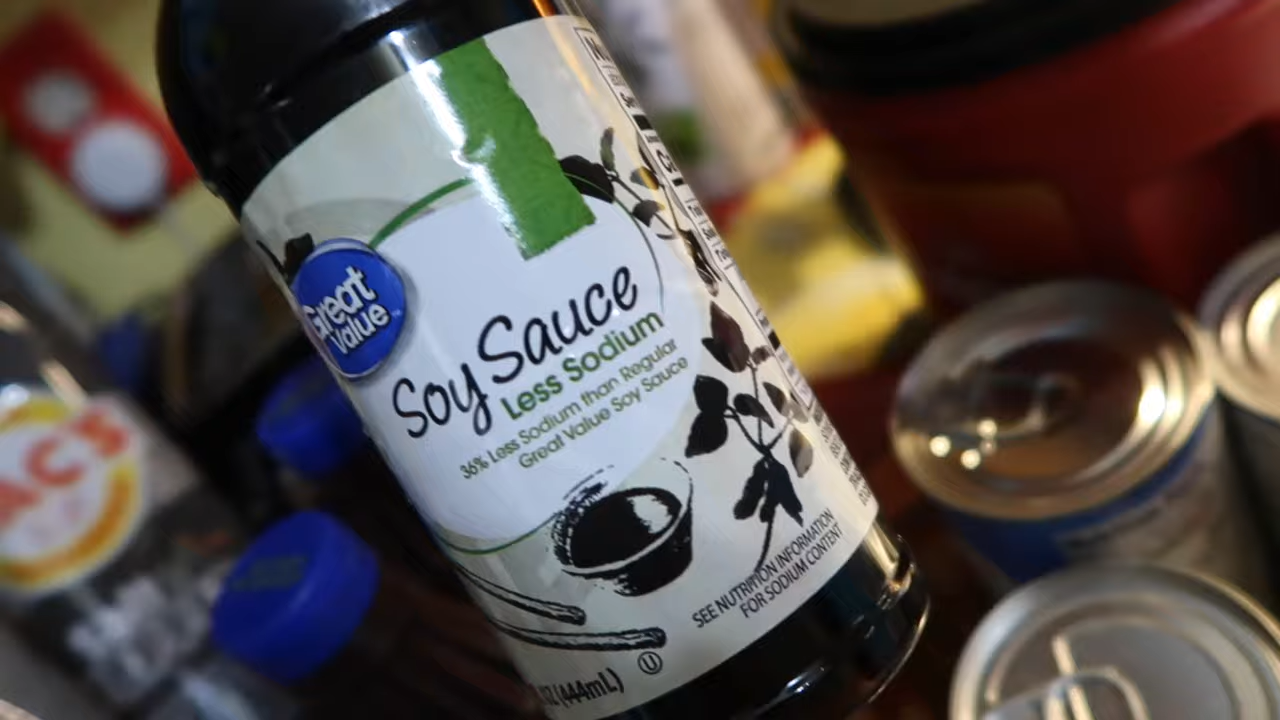 Great
Value
Soy Sauce
Less Sodium
36% Less Sodium than Regular
Great Value Soy Sauce
SEE NUTRITION INFORMATION
FOR SODIUM CONTENT
(444mL)
U